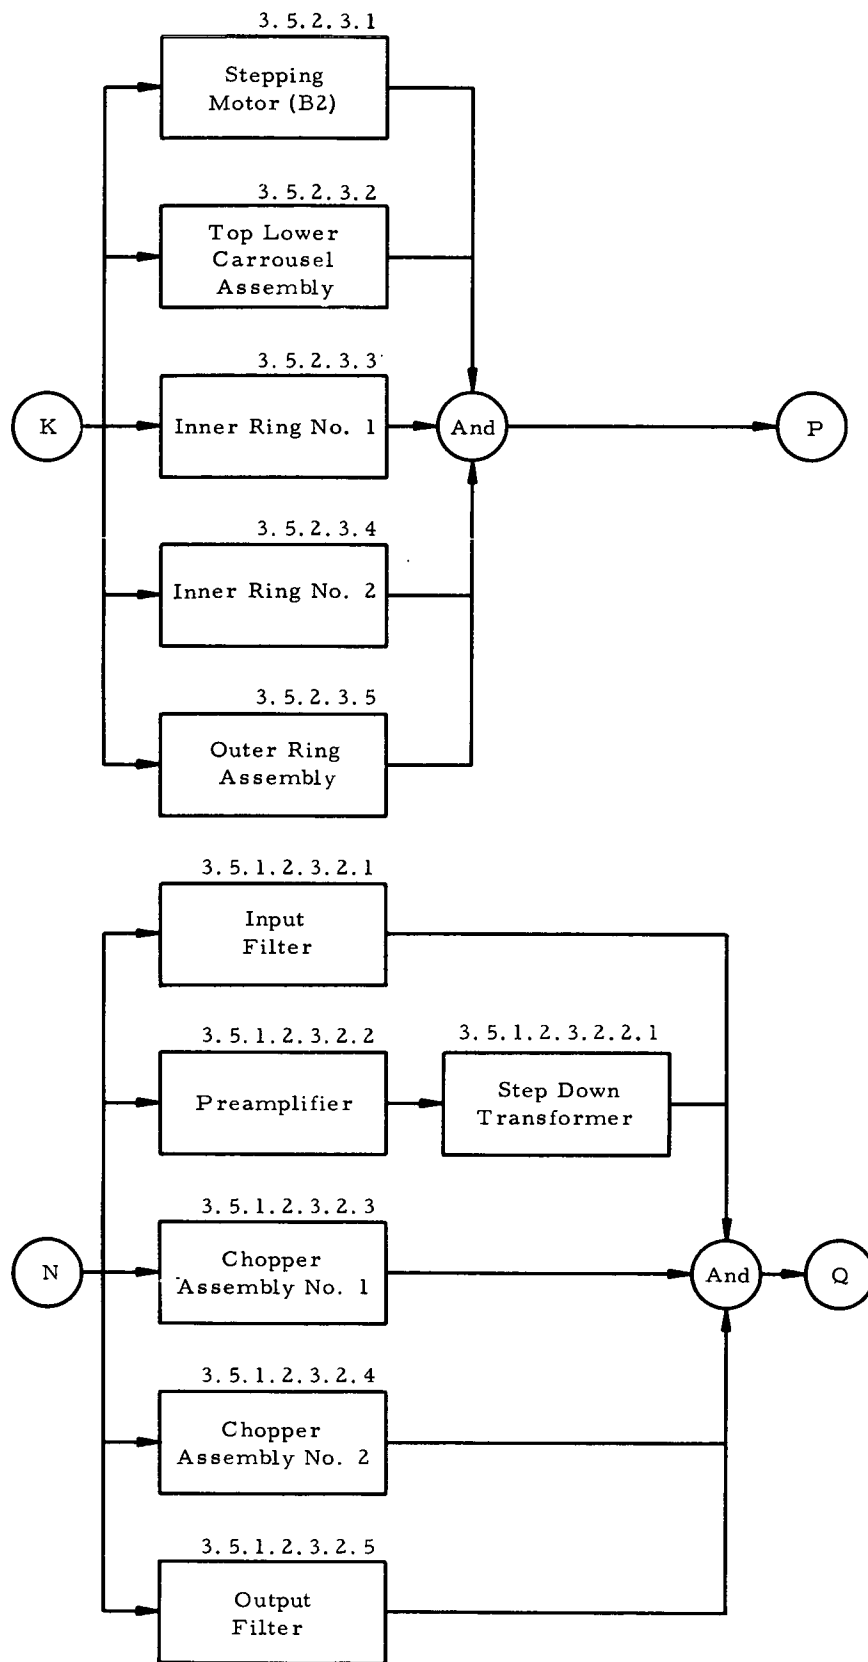 3.5.2.3.1
Stepping
Motor (B2)
3.5.2.3.2
Top Lower
Carrousel
Assembly
3.5.2.3.3
K
Inner Ring No. 1
And
P
3.5.2.3.4
Inner Ring No. 2
3.5.2.3.5
Outer Ring
Assembly
3.5.1.2.3.2.1
Input
Filter
3.5.1.2.3.2.2
Preamplifier
3.5.1.2.3.2.2.1
Step Down
Transformer
3.5.1.2.3.2.3
N
Chopper
Assembly No. 1
And
Q
3.5.1.2.3.2.4
Chopper
Assembly No. 2
3.5.1.2.3.2.5
Output
Filter